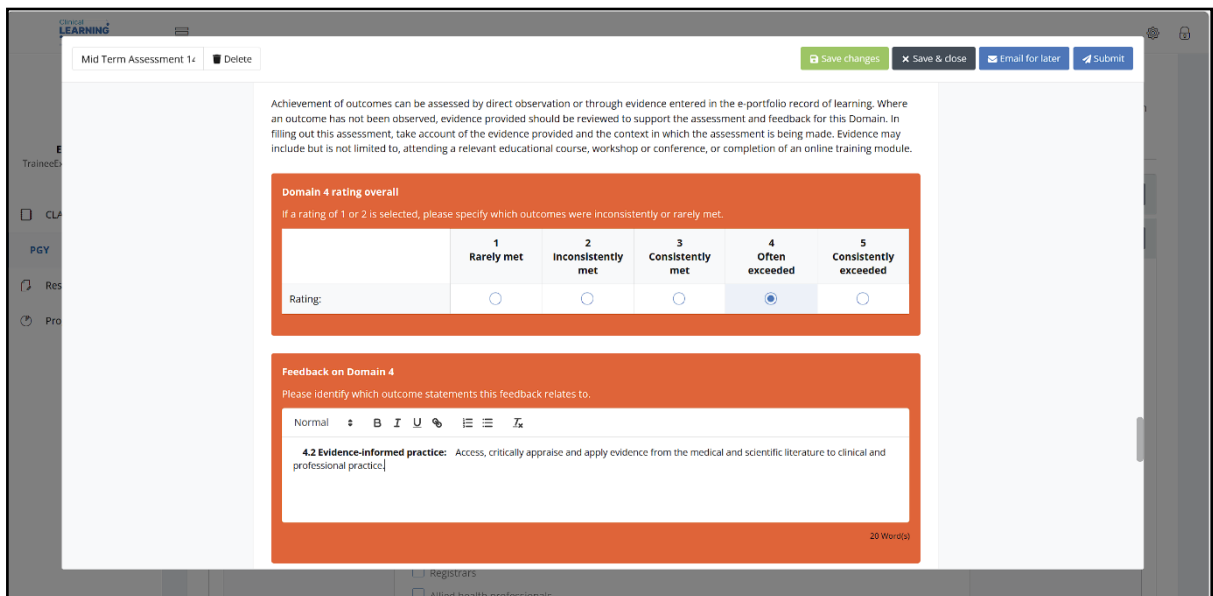 Clinical
LEARNING
Mid Term Assessment 1
Delete
Save changes
Save & close
Email for later
Submit
Achievement of outcomes can be assessed by direct observation or through evidence entered in the e-portfolio record of learning. Where
an outcome has not been observed, evidence provided should be reviewed to support the assessment and feedback for this Domain. In
filling out this assessment, take account of the evidence provided and the context in which the assessment is being made. Evidence may
include but is not limited to, attending a relevant educational course, workshop or conference, or completion of an online training module.
E
TraineeEx
CLA
PGY
Res
Pro
Domain 4 rating overall
If a rating of 1 or 2 is selected, please specify which outcomes were inconsistently or rarely met.
1 Rarely met
2 Inconsistently met
3 Consistently met
4 Often exceeded
5 Consistently exceeded
Rating:
Feedback on Domain 4
Please identify which outcome statements this feedback relates to.
Normal B I U
4.2 Evidence-informed practice: Access, critically appraise and apply evidence from the medical and scientific literature to clinical and
professional practice.
20 Word(s)
Registrars
Allied health professionals